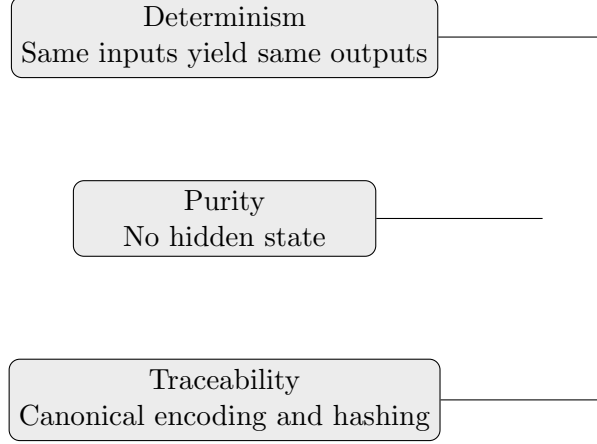 Determinism
Same inputs yield same outputs
Purity
No hidden state
Traceability
Canonical encoding and hashing